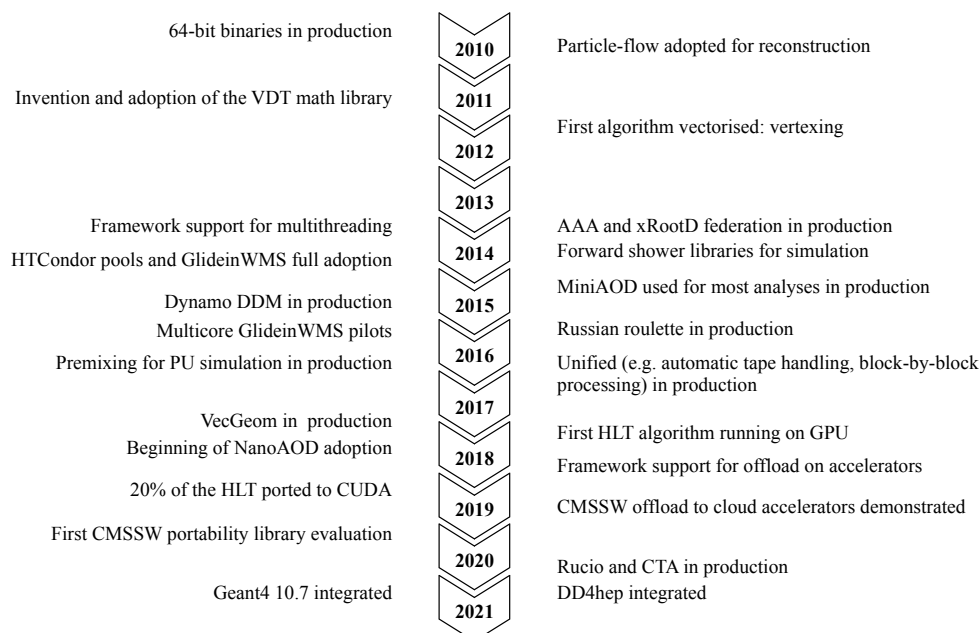 64-bit binaries in production
2010
Particle-flow adopted for reconstruction
Invention and adoption of the VDT math library
2011
First algorithm vectorised: vertexing
2012
2013
Framework support for multithreading
AAA and xRootD federation in production
2014
Forward shower libraries for simulation
HTCondor pools and GlideinWMS full adoption
MiniAOD used for most analyses in production
Dynamo DDM in production
2015
Multicore GlideinWMS pilots
Russian roulette in production
2016
Premixing for PU simulation in production
Unified (e.g. automatic tape handling, block-by-block
processing) in production
2017
VecGeom in production
First HLT algorithm running on GPU
Beginning of NanoAOD adoption
2018
Framework support for offload on accelerators
20% of the HLT ported to CUDA
2019
CMSSW offload to cloud accelerators demonstrated
First CMSSW portability library evaluation
2020
Rucio and CTA in production
Geant4 10.7 integrated
DD4hep integrated
2021